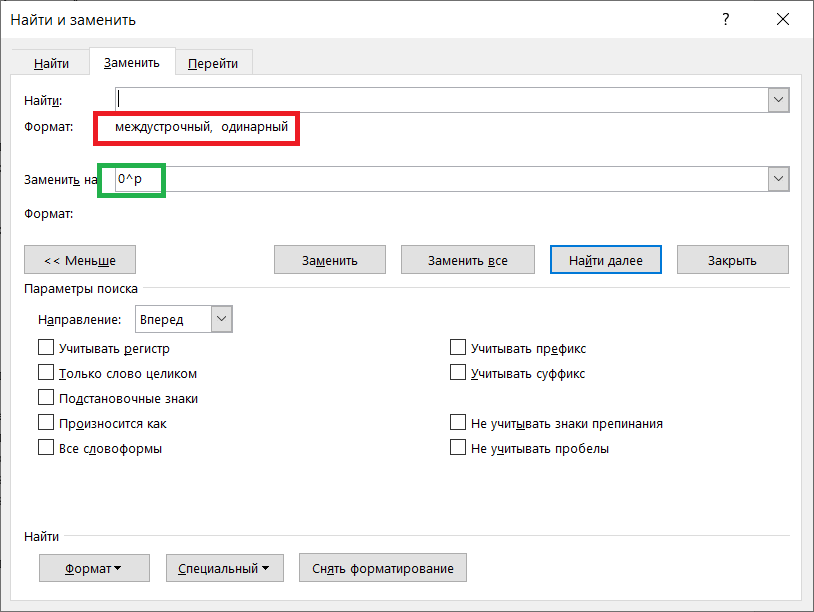 Найти и заменить ?
Найти Заменить Перейти
Найти:
Формат: междустрочный, одинарный
Заменить на 0^p
Формат:
<< Меньше Заменить Заменить все Найти далее Закрыть
Параметры поиска
Направление: Вперед
Учитывать регистр Учитывать префикс
Только слово целиком Учитывать суффикс
Подстановочные знаки
Произносится как Не учитывать знаки препинания
Все словоформы Не учитывать пробелы
Найти
Формат Специальный Снять форматирование